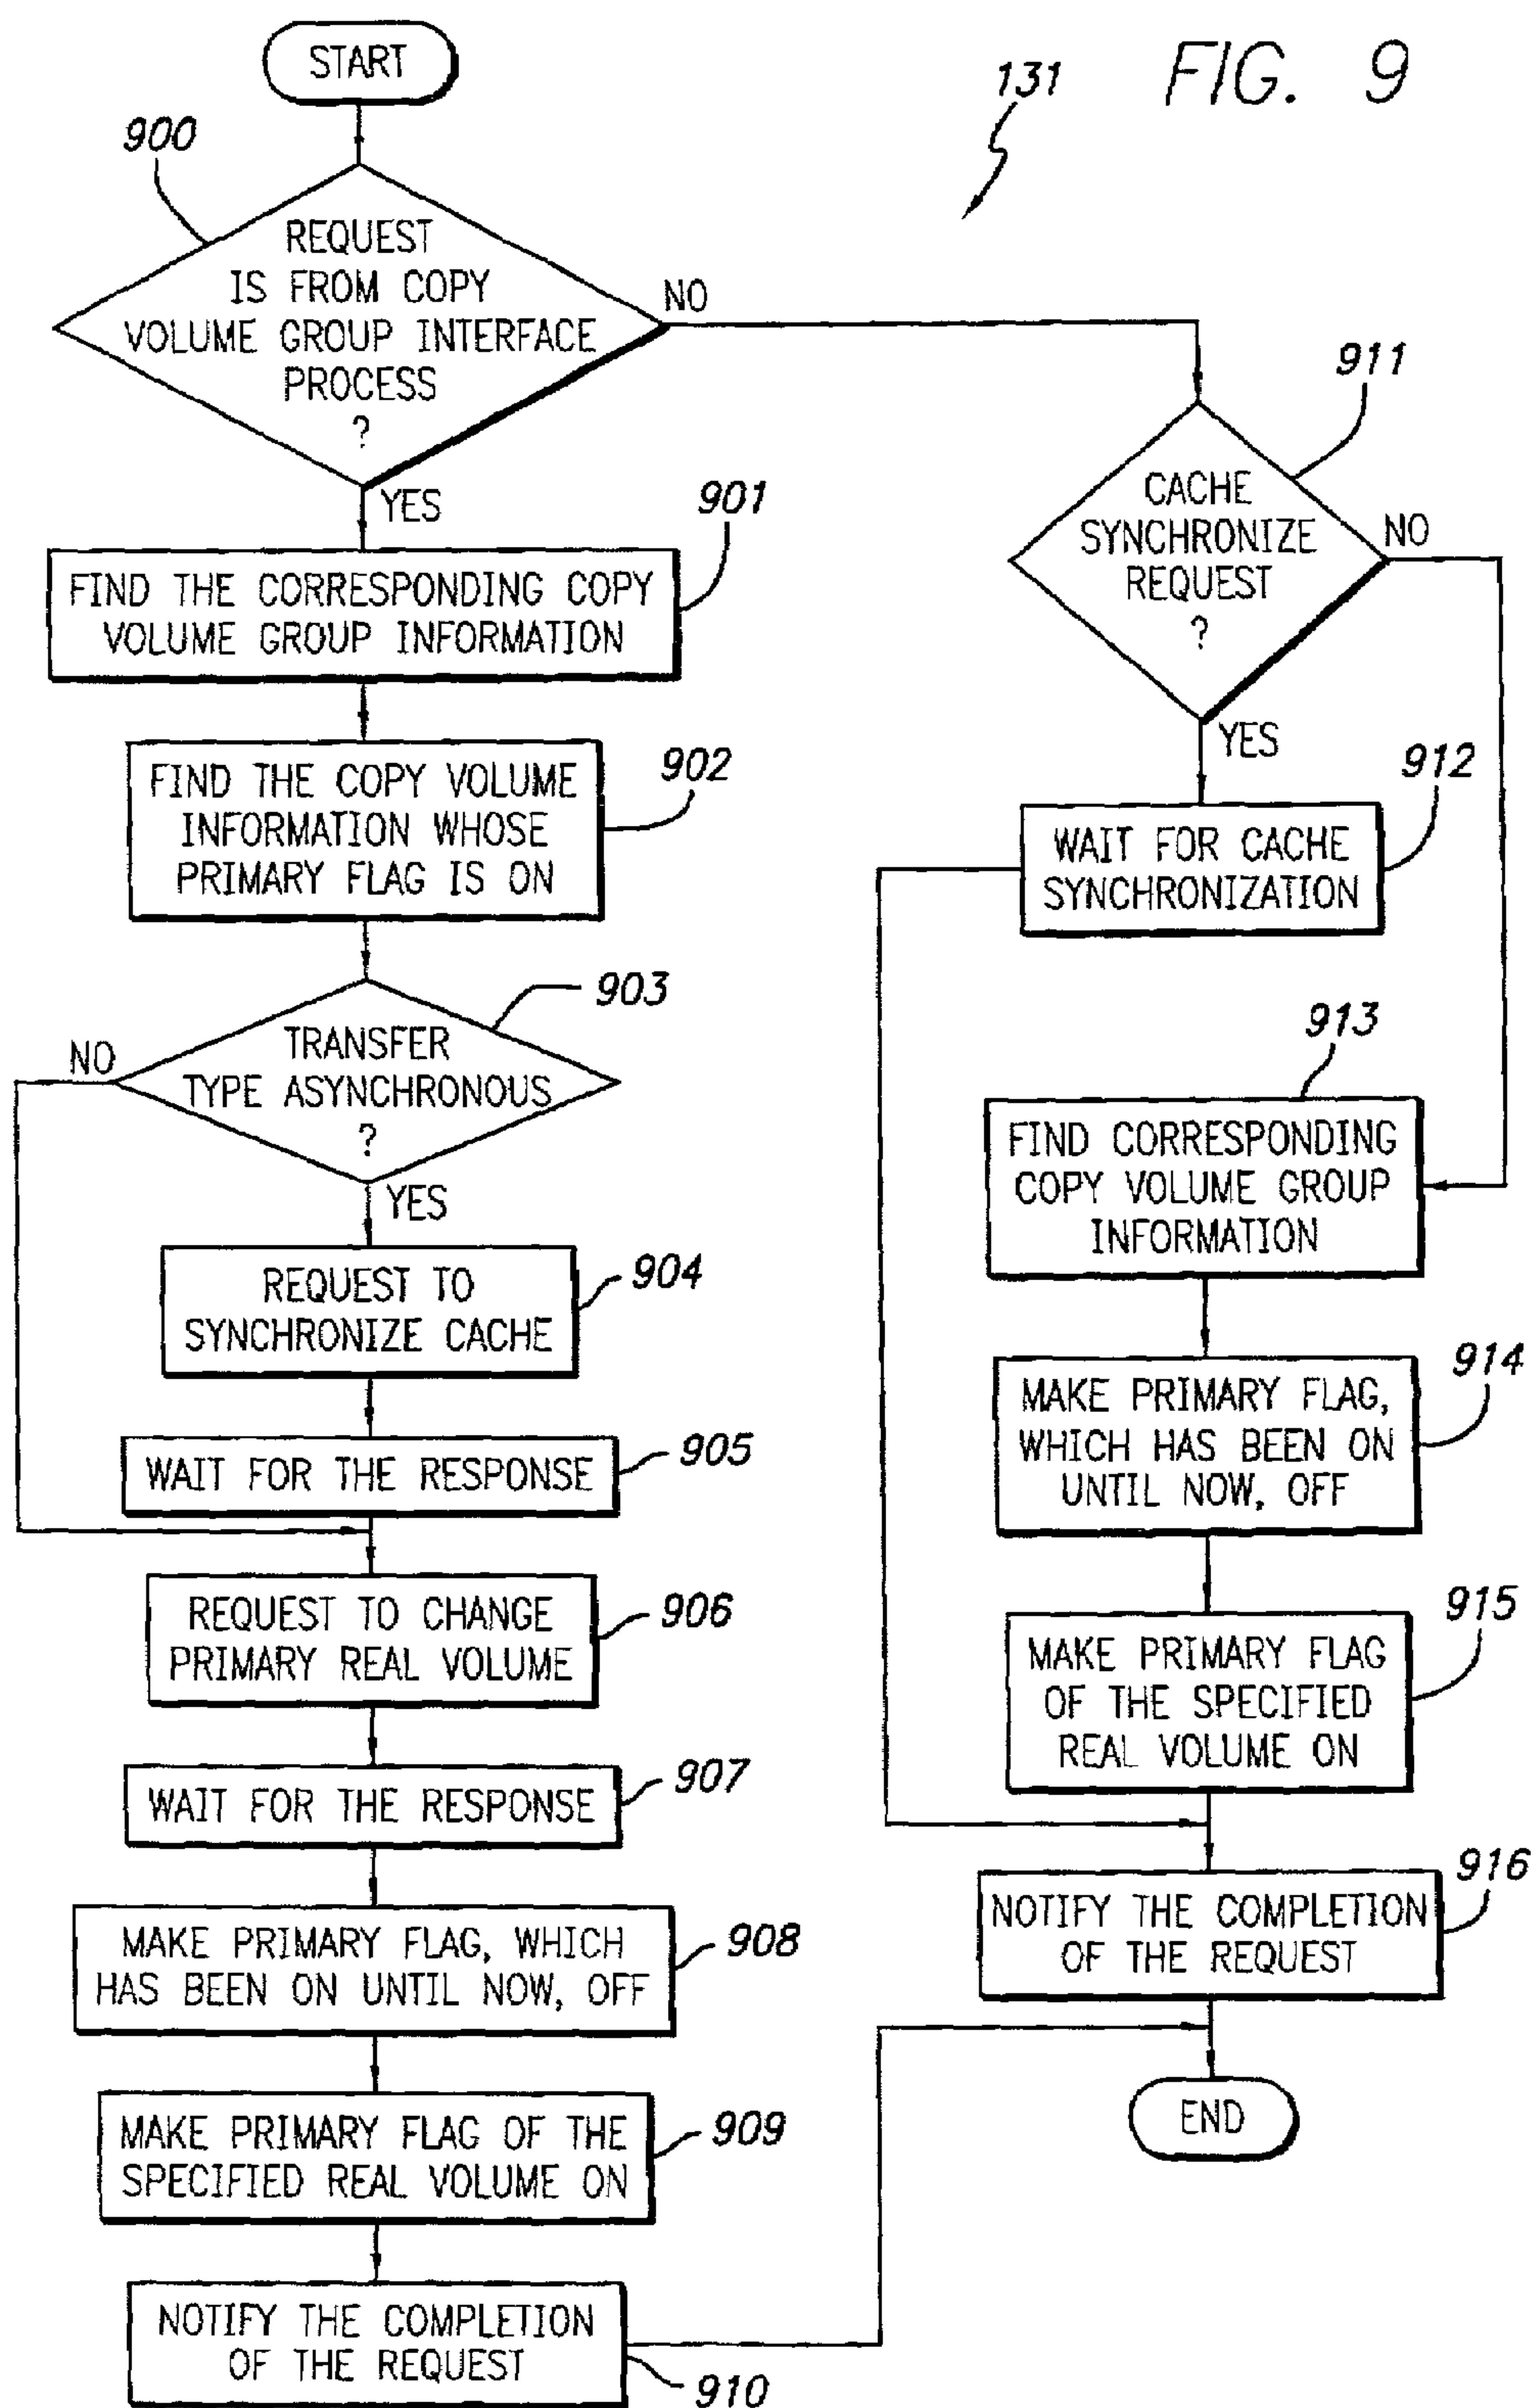 FIG. 9
131
START
900
REQUEST
IS FROM COPY
VOLUME GROUP INTERFACE
PROCESS
?
NO
YES
901
FIND THE CORRESPONDING COPY
VOLUME GROUP INFORMATION
902
FIND THE COPY VOLUME
INFORMATION WHOSE
PRIMARY FLAG IS ON
903
TRANSFER
TYPE ASYNCHRONOUS
?
NO
YES
904
REQUEST TO
SYNCHRONIZE CACHE
905
WAIT FOR THE RESPONSE
906
REQUEST TO CHANGE
PRIMARY REAL VOLUME
907
WAIT FOR THE RESPONSE
908
MAKE PRIMARY FLAG, WHICH
HAS BEEN ON UNTIL NOW, OFF
909
MAKE PRIMARY FLAG OF THE
SPECIFIED REAL VOLUME ON
NOTIFY THE COMPLETION
OF THE REQUEST
910
911
CACHE
SYNCHRONIZE
REQUEST
?
NO
YES
912
WAIT FOR CACHE
SYNCHRONIZATION
913
FIND CORRESPONDING
COPY VOLUME GROUP
INFORMATION
914
MAKE PRIMARY FLAG,
WHICH HAS BEEN ON
UNTIL NOW, OFF
915
MAKE PRIMARY FLAG
OF THE SPECIFIED
REAL VOLUME ON
916
NOTIFY THE COMPLETION
OF THE REQUEST
END